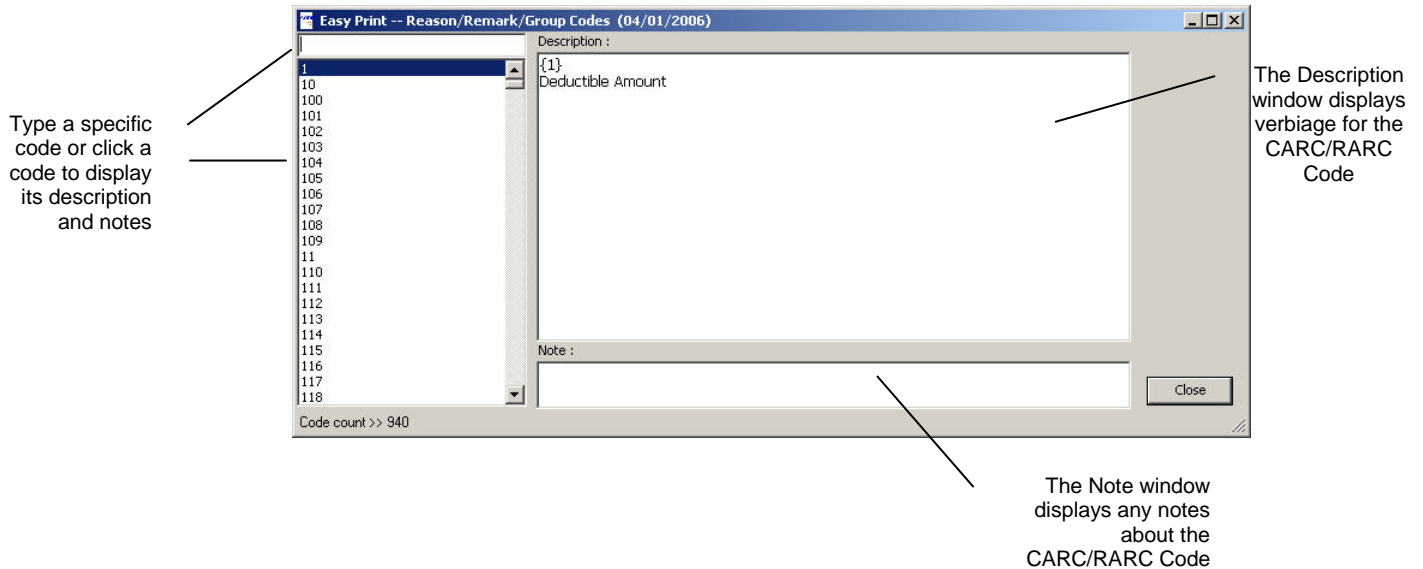 Easy Print -- Reason/Remark/Group Codes (04/01/2006)
Description :
1
10
100
101
102
103
104
105
106
107
108
109
11
110
111
112
113
114
115
116
117
118
{1}
Deductible Amount
Note :
Close
Code count >> 940
Type a specific
code or click a
code to display
its description
and notes
The Description
window displays
verbiage for the
CARC/RARC
Code
The Note window
displays any notes
about the
CARC/RARC Code